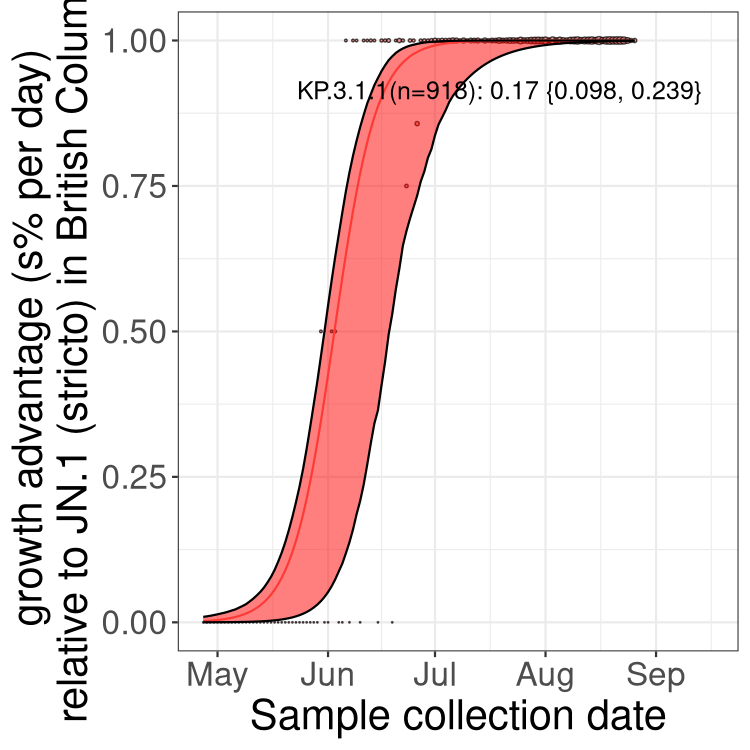 growth advantage (s% per day)
relative to JN.1 (stricto) in British Colum
1.00
0.75
0.50
0.25
0.00
KP.3.1.1(n=918): 0.17 {0.098, 0.239}
May Jun Jul Aug Sep
Sample collection date